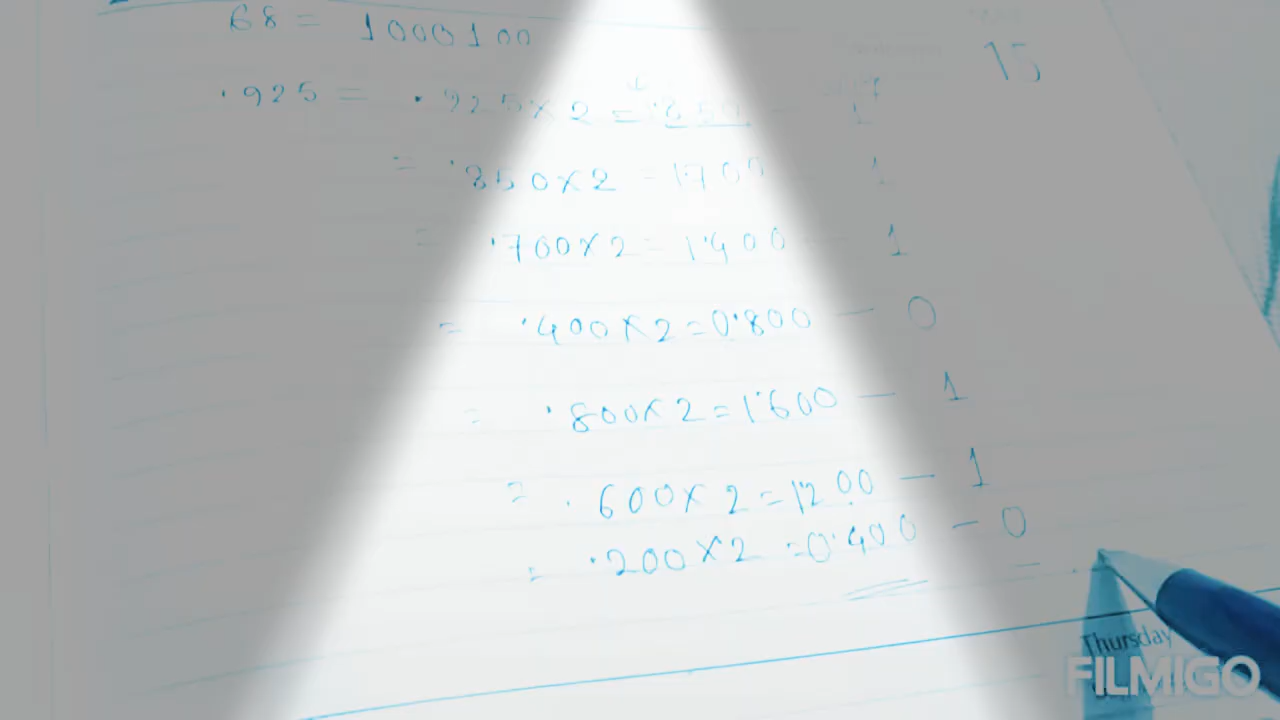 68 = 1000100
15
.925 = .925×2 = 1.850 — 1
= .850×2 - 1.700 1
= .700×2 = 1.400 1
= .400×2 = 0.800 — 0
= .800×2 = 1.600 — 1
= .600×2 = 1.200 — 1
= .200×2 = 0.400 — 0
Thursday
FILMIGO